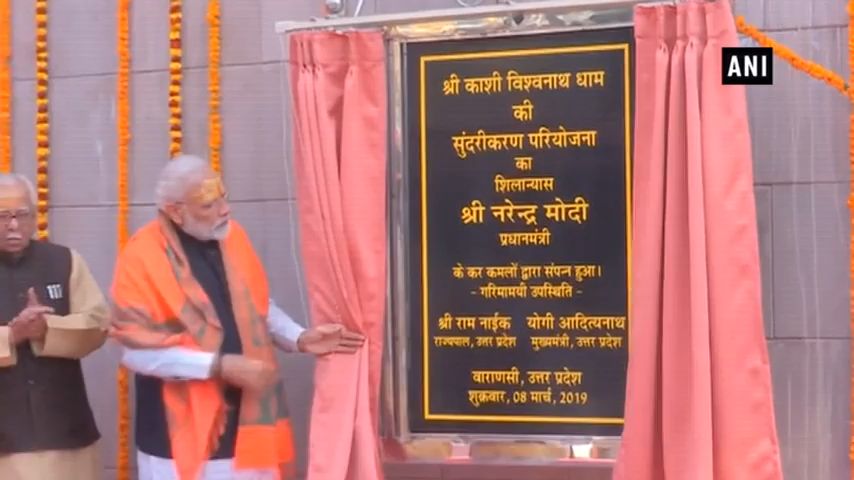 ANI
श्री काशी विश्वनाथ धाम
की
सुंदरीकरण परियोजना
का
शिलान्यास
श्री नरेन्द्र मोदी
प्रधानमंत्री
के कर कमलों द्वारा संपन्न हुआ।
- गरिमामयी उपस्थिति -
श्री राम नाईक योगी आदित्यनाथ
राज्यपाल, उत्तर प्रदेश मुख्यमंत्री, उत्तर प्रदेश
वाराणसी, उत्तर प्रदेश
शुक्रवार, 08 मार्च, 2019